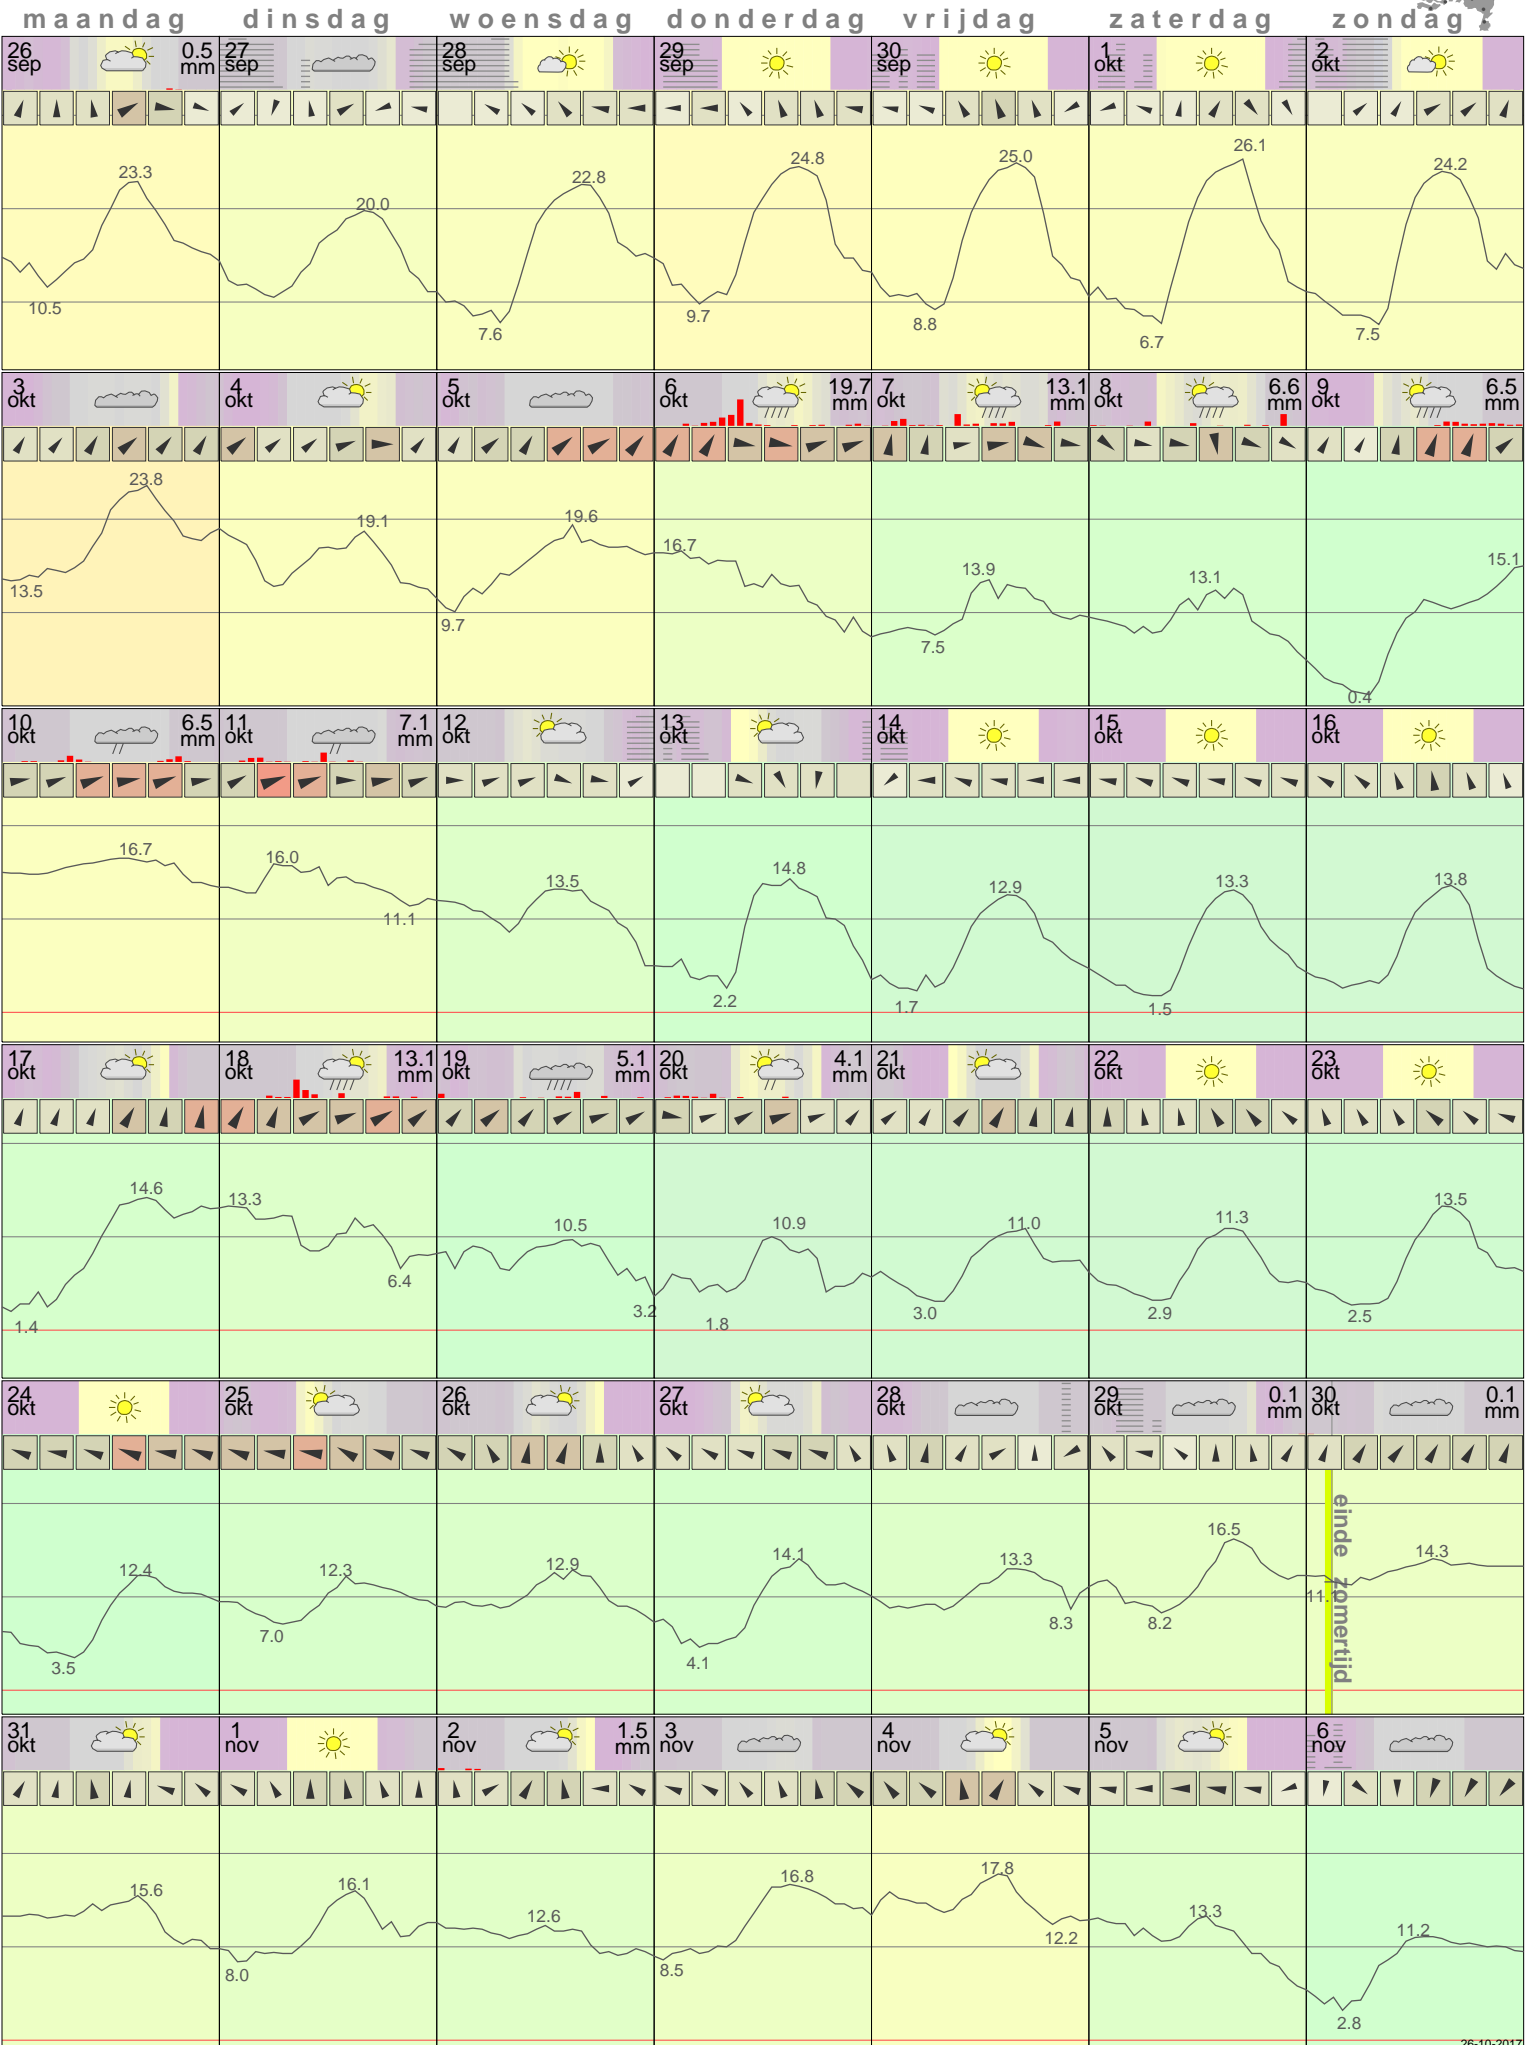 maandag dinsdag woensdag donderdag vrijdag zaterdag zondag
26 sep 0.5 mm 27 sep 28 sep 29 sep 30 sep 1 okt 2 okt
23.3 20.0 22.8 24.8 25.0 26.1 24.2
10.5 7.6 9.7 8.8 6.7 7.5
3 okt 4 okt 5 okt 6 okt 19.7 mm 7 okt 13.1 mm 8 okt 6.6 mm 9 okt 6.5 mm
23.8 19.1 19.6 16.7 13.9 13.1 15.1
13.5 9.7 7.5 0.4
10 okt 6.5 mm 11 okt 7.1 mm 12 okt 13 okt 14 okt 15 okt 16 okt
16.7 16.0 13.5 14.8 12.9 13.3 13.8
11.1 2.2 1.7 1.5
17 okt 18 okt 13.1 mm 19 okt 5.1 mm 20 okt 4.1 mm 21 okt 22 okt 23 okt
14.6 13.3 10.5 10.9 11.0 11.3 13.5
1.4 6.4 3.2 1.8 3.0 2.9 2.5
24 okt 25 okt 26 okt 27 okt 28 okt 29 okt 0.1 mm 30 okt 0.1 mm
12.4 12.3 12.9 14.1 13.3 16.5 14.3
3.5 7.0 4.1 8.3 8.2 11.1
einde zomertijd
31 okt 1 nov 2 nov 1.5 mm 3 nov 4 nov 5 nov 6 nov
15.6 16.1 12.6 16.8 17.8 13.3 11.2
8.0 8.5 12.2 2.8
26-10-2017